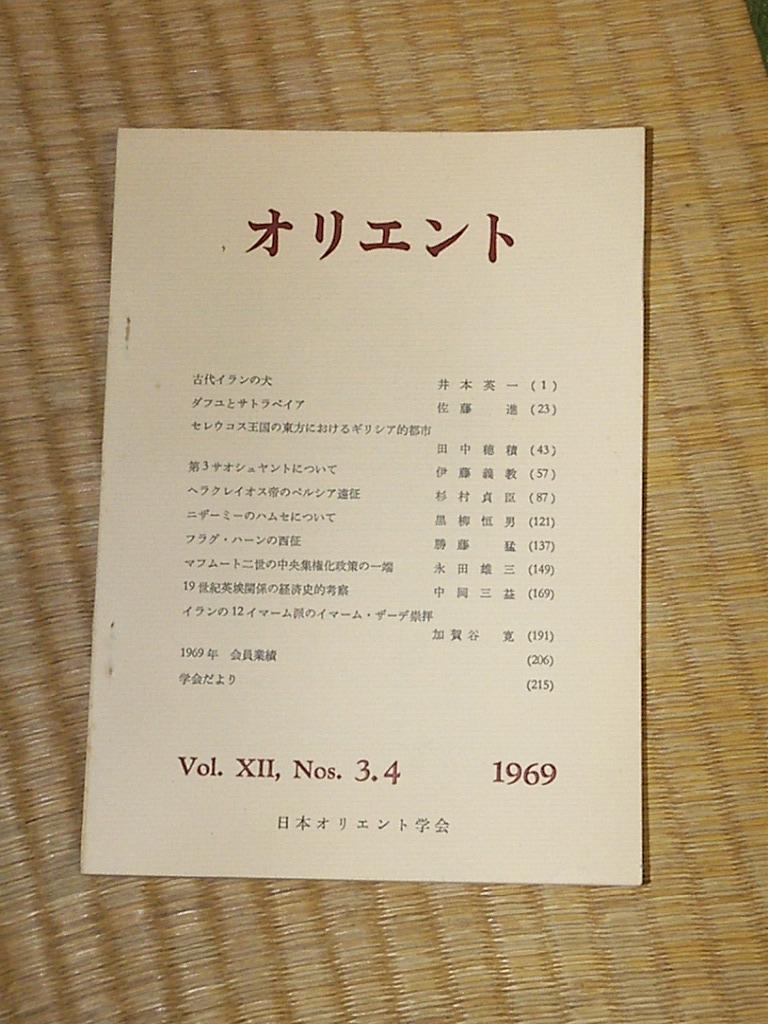 オリエント
古代イランの犬 井本英一 (1)
ダフユとサトラペイア 佐藤 進 (23)
セレウコス王国の東方におけるギリシア的都市
田中穂積 (43)
第3サオシュヤントについて 伊藤義教 (57)
ヘラクレイオス帝のペルシア遠征 杉村貞臣 (87)
ニザーミーのハムセについて 黒柳恒男 (121)
フラグ・ハーンの西征 勝藤 猛 (137)
マフムート二世の中央集権化政策の一端 永田雄三 (149)
19世紀英埃関係の経済史的考察 中岡三益 (169)
イランの12イマーム派のイマーム・ザーデ崇拝
加賀谷 寛 (191)
1969年 会員業績 (206)
学会だより (215)
Vol. XII, Nos. 3.4 1969
日本オリエント学会